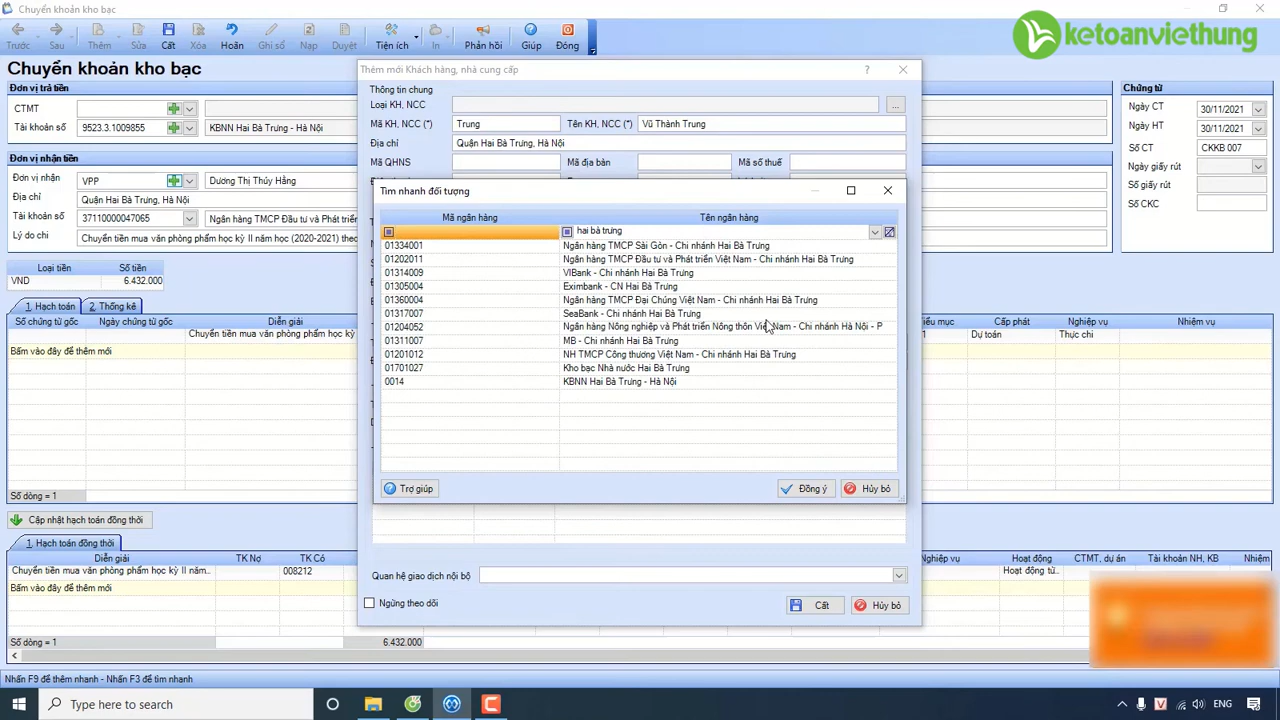 Chuyển khoản kho bạc
Trước Sau Thêm Sửa Cất Xóa Hoãn Ghi sổ Nạp Duyệt Tiện ích In Phản hồi Giúp Đóng
ketoanviethung
Chuyển khoản kho bạc
Đơn vị trả tiền
CTMT
Tài khoản số 9523.3.1009855 KBNN Hai Bà Trưng - Hà Nội
Đơn vị nhận tiền
Đơn vị nhận VPP Dương Thị Thúy Hằng
Địa chỉ Quận Hai Bà Trưng, Hà Nội
Tài khoản số 37110000047065 Ngân hàng TMCP Đầu tư và Phát triển
Lý do chi Chuyển tiền mua văn phòng phẩm học kỳ II năm học (2020-2021) theo
Chứng từ
Ngày CT 30/11/2021
Ngày HT 30/11/2021
Số CT CKKB 007
Ngày giấy rút
Số giấy rút
Số CKC
Loại tiền Số tiền
VND 6.432.000
1. Hạch toán 2. Thống kê
Số chứng từ gốc Ngày chứng từ gốc Diễn giải
Chuyển tiền mua văn phòng phẩm học kỳ
Bấm vào đây để thêm mới
iểu mục Cấp phát Nghiệp vụ Nhiệm vụ
Dự toán Thực chi
Số dòng = 1
Cập nhật hạch toán đồng thời
1. Hạch toán đồng thời
Diễn giải TK Nợ TK Có
Chuyển tiền mua văn phòng phẩm học kỳ II năm.. 008212
Bấm vào đây để thêm mới
Nghiệp vụ Hoạt động CTMT, dự án Tài khoản NH, KB Nhiệm
Hoạt động từ..
Số dòng = 1 6.432.000
Nhấn F9 để thêm nhanh - Nhấn F3 để tìm nhanh
Thêm mới Khách hàng, nhà cung cấp
Thông tin chung
Loại KH, NCC ...
Mã KH, NCC (*) Trung Tên KH, NCC (*) Vũ Thành Trung
Địa chỉ Quận Hai Bà Trưng, Hà Nội
Mã QHNS Mã địa bàn Mã số thuế
Tìm nhanh đối tượng
Mã ngân hàng Tên ngân hàng
hai bà trưng
01334001 Ngân hàng TMCP Sài Gòn - Chi nhánh Hai Bà Trưng
01202011 Ngân hàng TMCP Đầu tư và Phát triển Việt Nam - Chi nhánh Hai Bà Trưng
01314009 VIBank - Chi nhánh Hai Bà Trưng
01305004 Eximbank - CN Hai Bà Trưng
01360004 Ngân hàng TMCP Đại Chúng Việt Nam - Chi nhánh Hai Bà Trưng
01317007 SeaBank - Chi nhánh Hai Bà Trưng
01204052 Ngân hàng Nông nghiệp và Phát triển Nông thôn Việt Nam - Chi nhánh Hà Nội - P
01311007 MB - Chi nhánh Hai Bà Trưng
01201012 NH TMCP Công thương Việt Nam - Chi nhánh Hai Bà Trưng
01701027 Kho bạc Nhà nước Hai Bà Trưng
0014 KBNN Hai Bà Trưng - Hà Nội
Trợ giúp Đồng ý Hủy bỏ
Quan hệ giao dịch nội bộ
Ngừng theo dõi Cất Hủy bỏ
Type here to search
V ENG